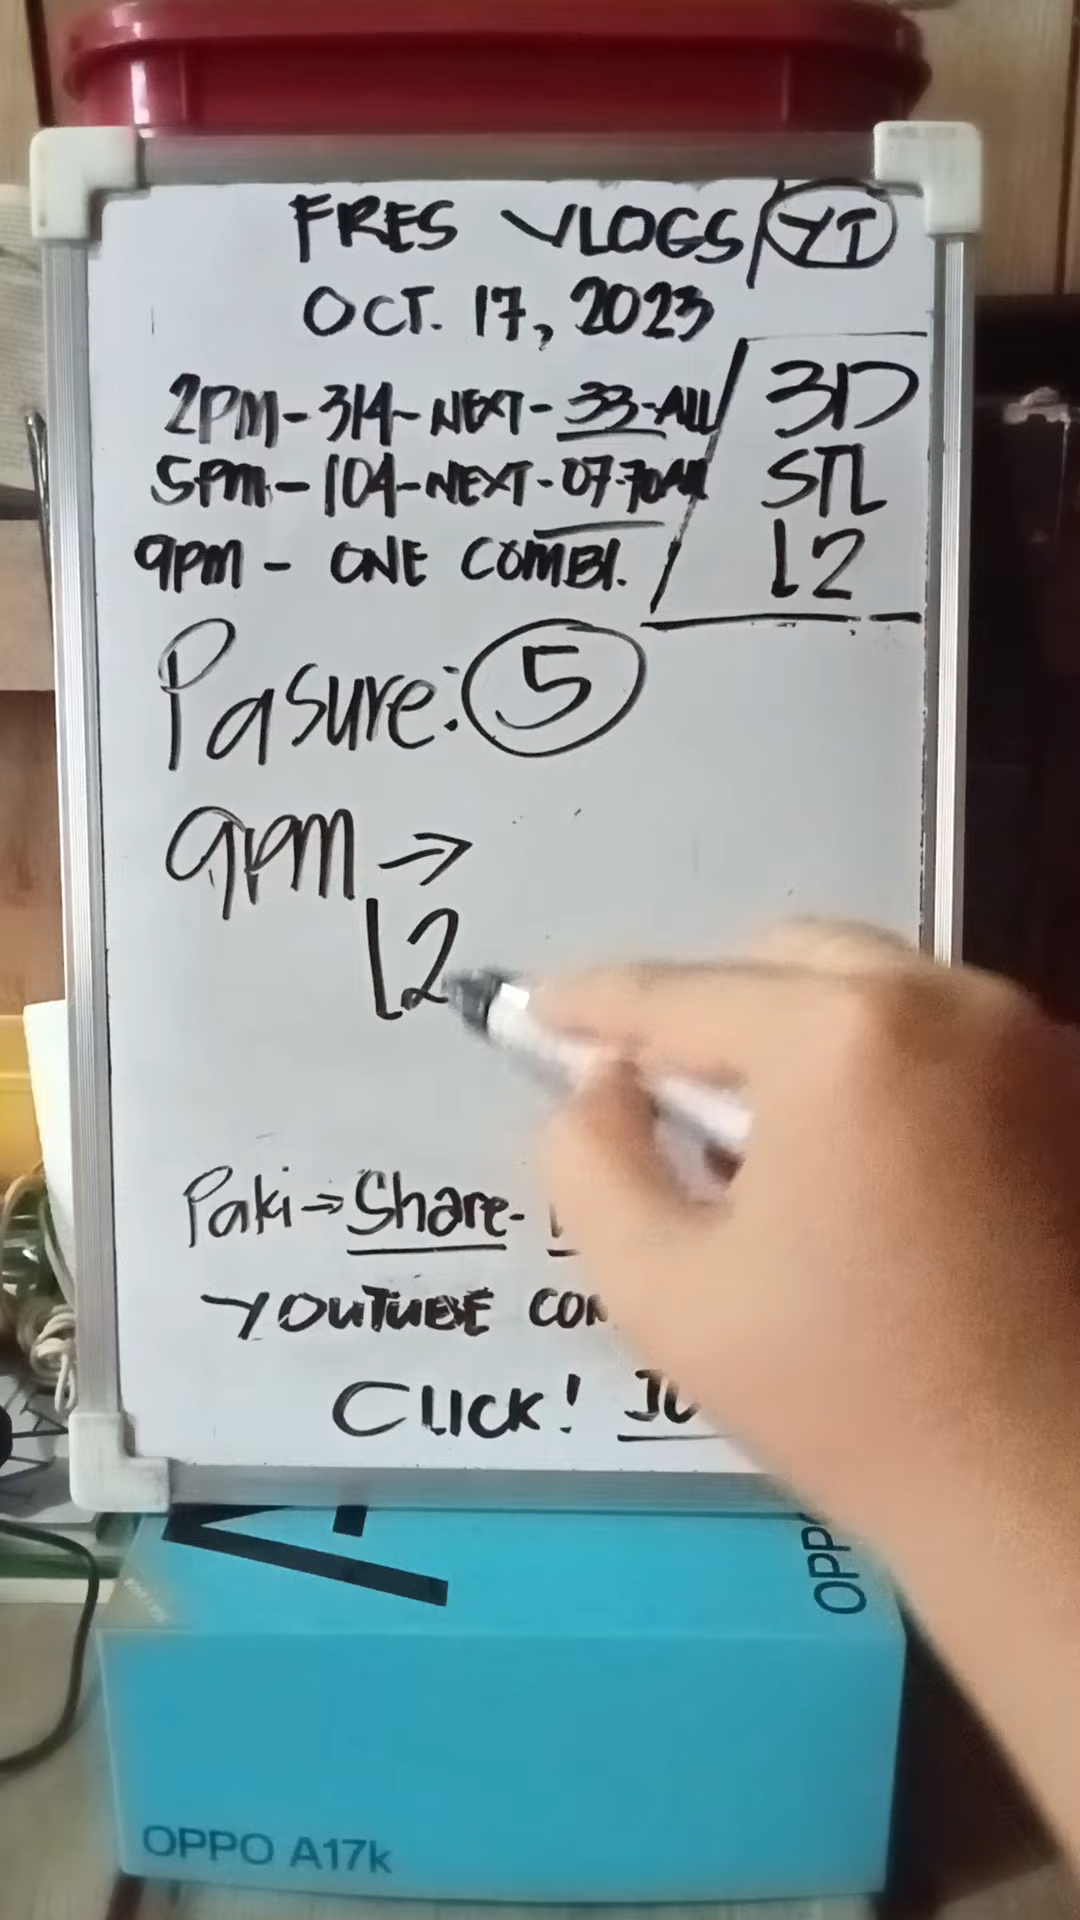 FRES VLOGS/YT
OCT. 17, 2023
2PM - 314 - NEXT - 33 - ALL
5PM - 104 - NEXT - 07-70 All
9PM - ONE COMBI.
3D
STL
L2
Pasure: 5
9PM →
L2
Paki → Share -
YOUTUBE
CLICK!
OPPO A17k